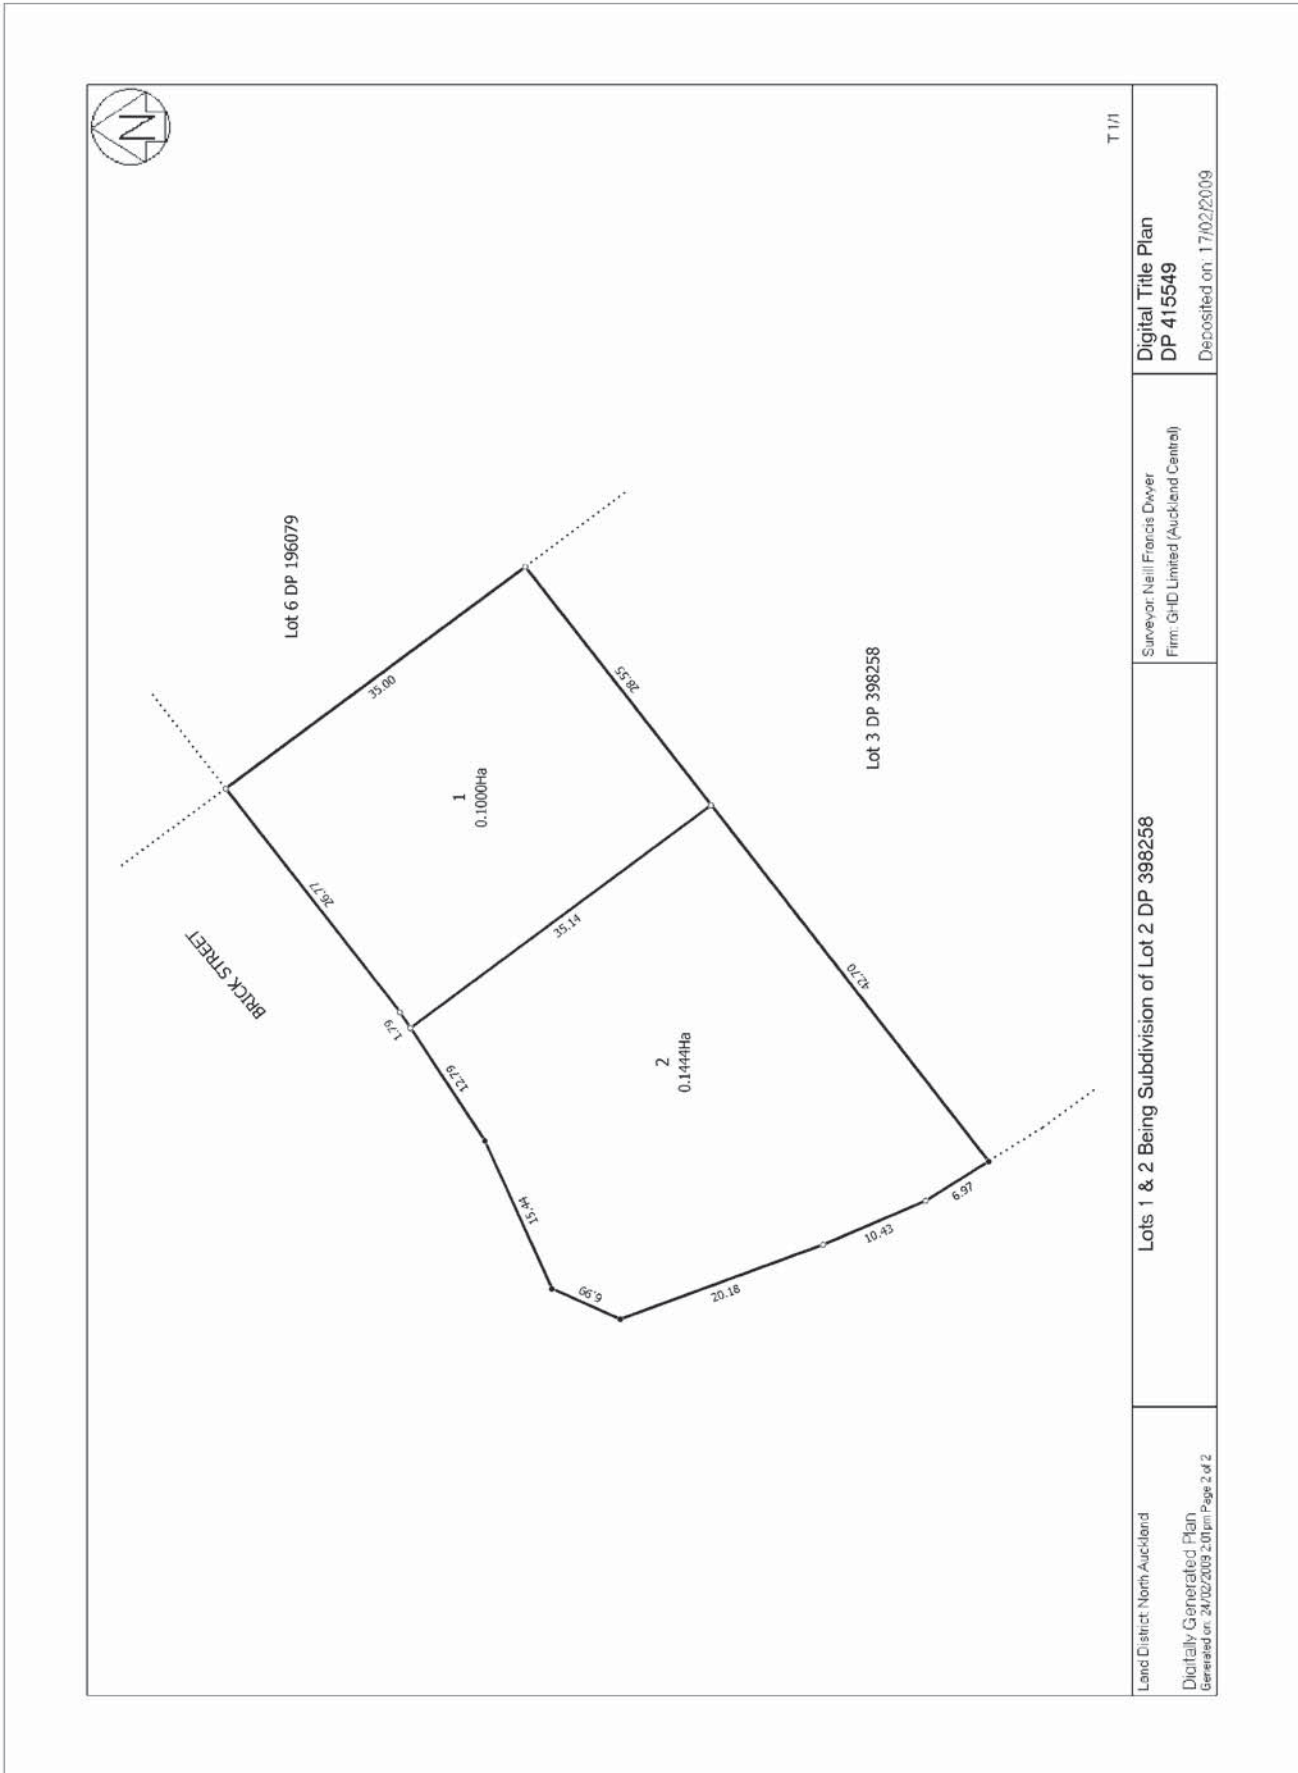 N
Lot 6 DP 196079
35.00
BRICK STREET
26.77
1
0.1000Ha
28.55
1.79
35.14
12.79
2
0.1444Ha
Lot 3 DP 398258
15.44
42.70
6.99
20.18
10.43
6.97
T 1/1
Land District: North Auckland
Digitally Generated Plan
Generated on: 24/02/2009 2:01pm Page 2 of 2
Lots 1 & 2 Being Subdivision of Lot 2 DP 398258
Surveyor: Neill Francis Dwyer
Firm: GHD Limited (Auckland Central)
Digital Title Plan
DP 415549
Deposited on: 17/02/2009